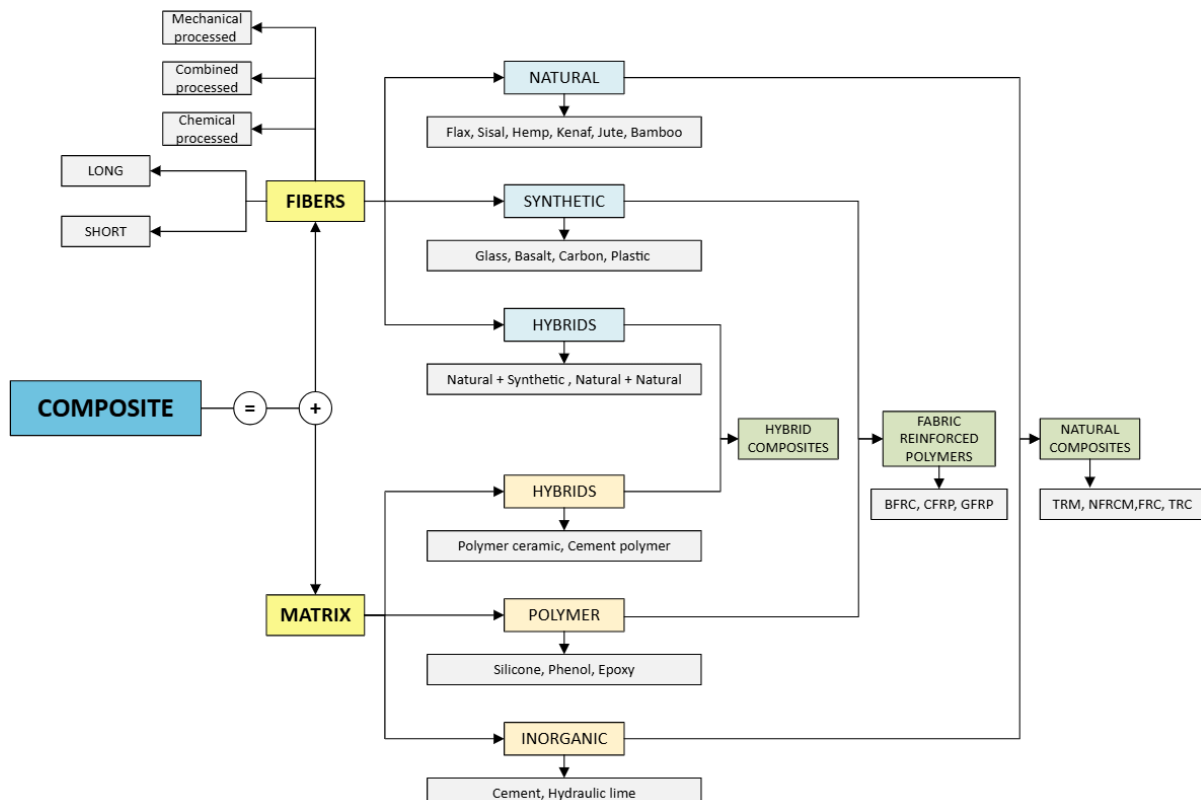 Mechanical
processed
Combined
processed
Chemical
processed
LONG
SHORT
FIBERS
NATURAL
Flax, Sisal, Hemp, Kenaf, Jute, Bamboo
SYNTHETIC
Glass, Basalt, Carbon, Plastic
HYBRIDS
Natural + Synthetic , Natural + Natural
COMPOSITE
=
+
HYBRID
COMPOSITES
FABRIC
REINFORCED
POLYMERS
BFRC, CFRP, GFRP
NATURAL
COMPOSITES
TRM, NFRCM,FRC, TRC
HYBRIDS
Polymer ceramic, Cement polymer
MATRIX
POLYMER
Silicone, Phenol, Epoxy
INORGANIC
Cement, Hydraulic lime